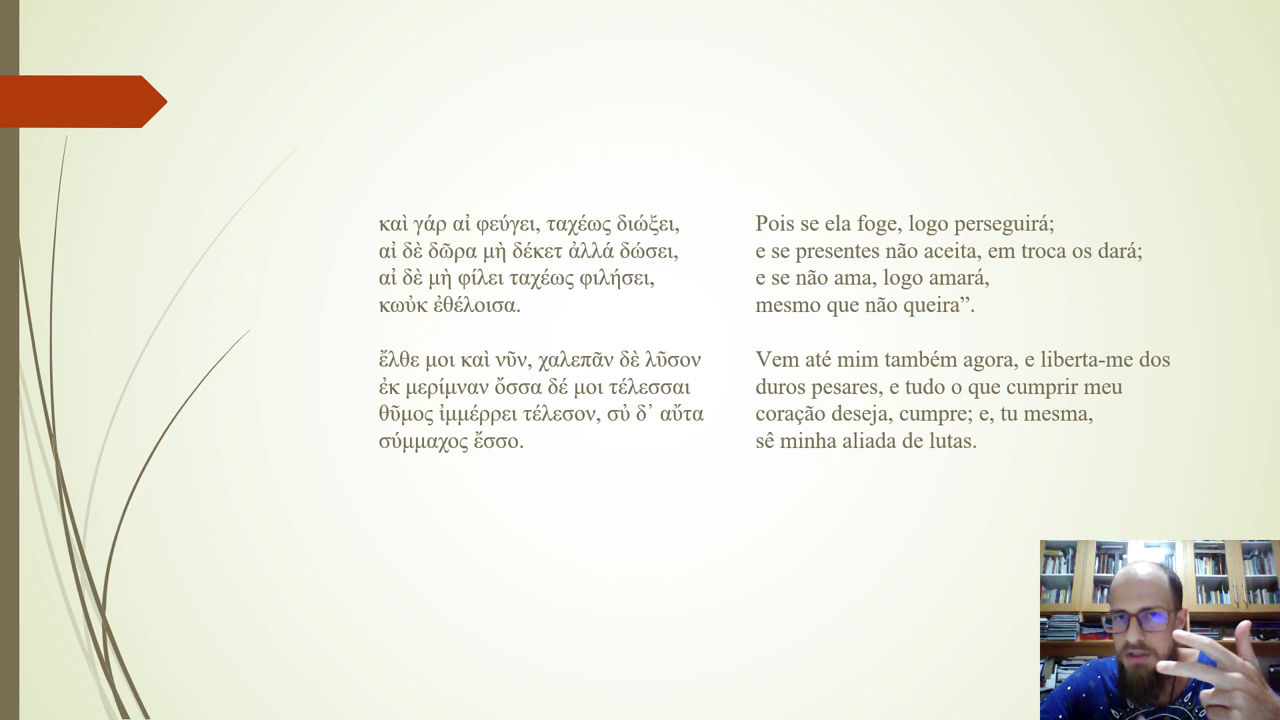 καὶ γάρ αἰ φεύγει, ταχέως διώξει,
αἰ δὲ δῶρα μὴ δέκετ ἀλλά δώσει,
αἰ δὲ μὴ φίλει ταχέως φιλήσει,
κωὐκ ἐθέλοισα.
ἔλθε μοι καὶ νῦν, χαλεπᾶν δὲ λῦσον
ἐκ μερίμναν ὄσσα δέ μοι τέλεσσαι
θῦμος ἰμμέρρει τέλεσον, σὐ δ᾽ αὔτα
σύμμαχος ἔσσο.
Pois se ela foge, logo perseguirá;
e se presentes não aceita, em troca os dará;
e se não ama, logo amará,
mesmo que não queira”.
Vem até mim também agora, e liberta-me dos
duros pesares, e tudo o que cumprir meu
coração deseja, cumpre; e, tu mesma,
sê minha aliada de lutas.